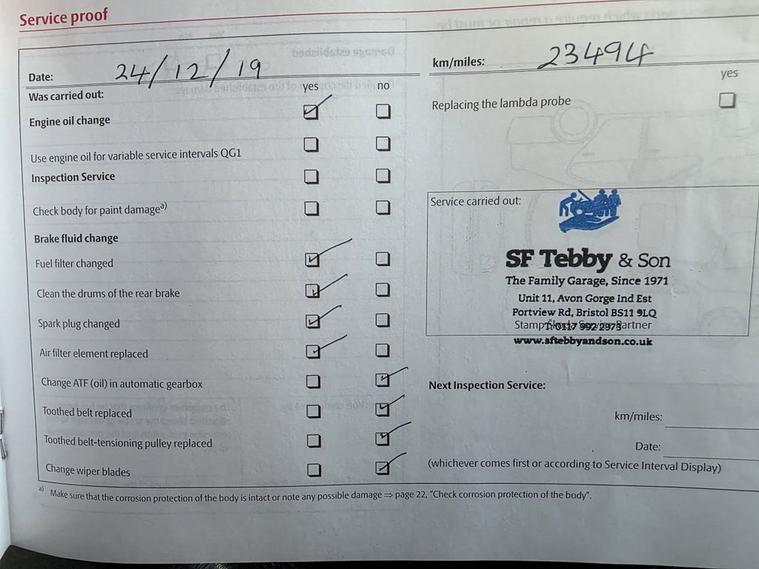 Service proof
Date: 24/12/19
Was carried out: yes no
Engine oil change
Use engine oil for variable service intervals QG1
Inspection Service
Check body for paint damage a)
Brake fluid change
Fuel filter changed
Clean the drums of the rear brake
Spark plug changed
Air filter element replaced
Change ATF (oil) in automatic gearbox
Toothed belt replaced
Toothed belt-tensioning pulley replaced
Change wiper blades
a) Make sure that the corrosion protection of the body is intact or note any possible damage ⇒ page 22, "Check corrosion protection of the body".
km/miles: 23494
yes
Replacing the lambda probe
Service carried out:
SF Tebby & Son
The Family Garage, Since 1971
Unit 11, Avon Gorge Ind Est
Portview Rd, Bristol BS11 9LQ
Stamp Partner
www.sftebbyandson.co.uk
Next Inspection Service:
km/miles:
Date:
(whichever comes first or according to Service Interval Display)